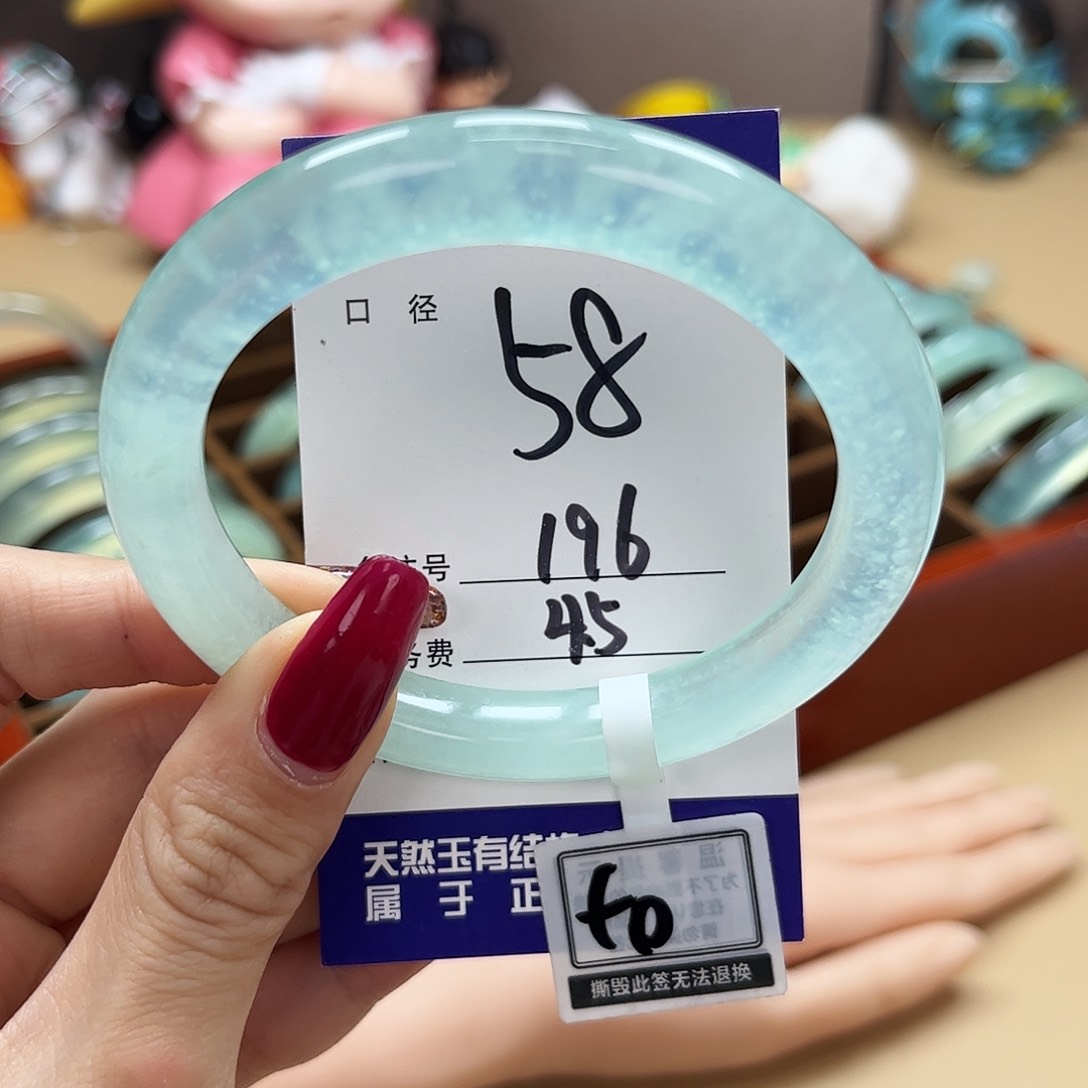 口 径
58
号 196
费 45
天然玉有结
属 于 正
撕毁此签无法退换